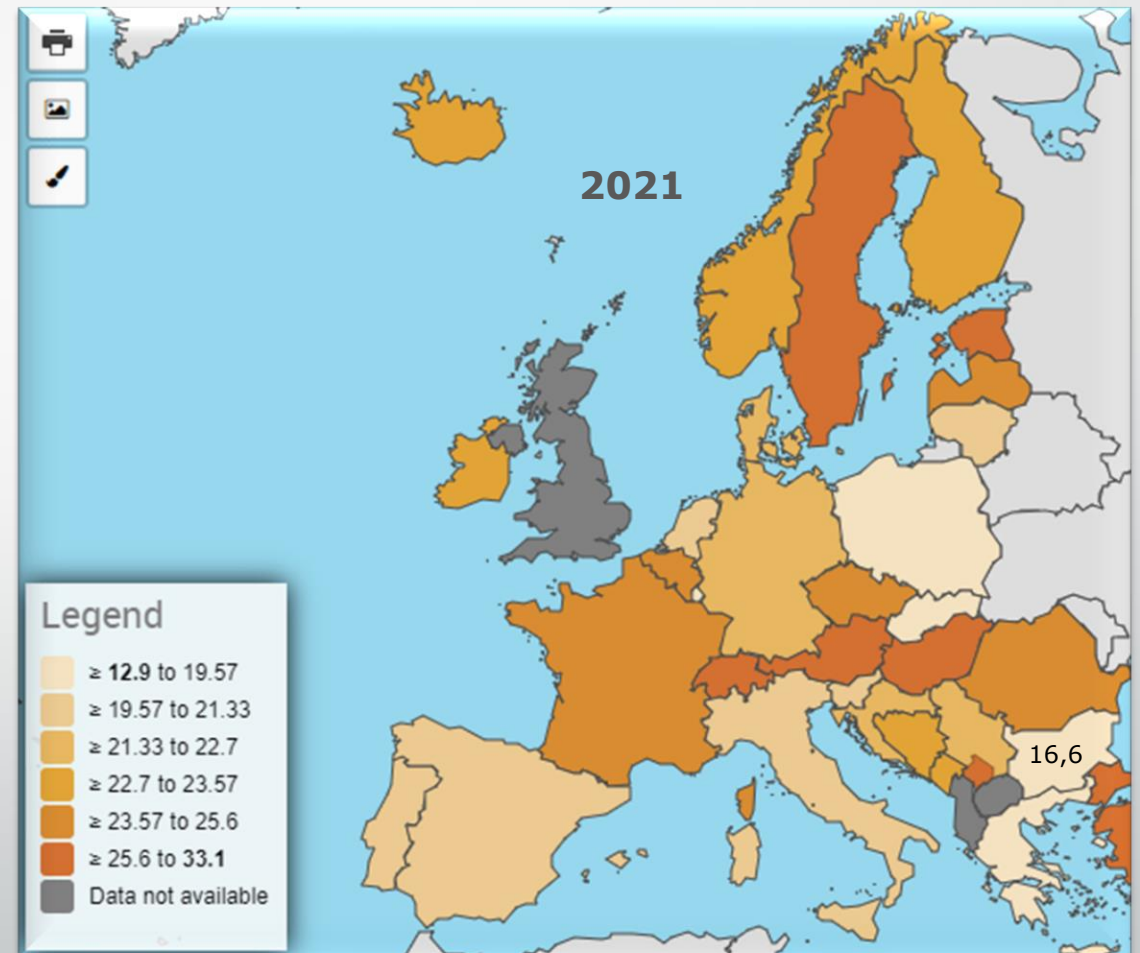 2021
16,6
Legend
≥ 12.9 to 19.57
≥ 19.57 to 21.33
≥ 21.33 to 22.7
≥ 22.7 to 23.57
≥ 23.57 to 25.6
≥ 25.6 to 33.1
Data not available